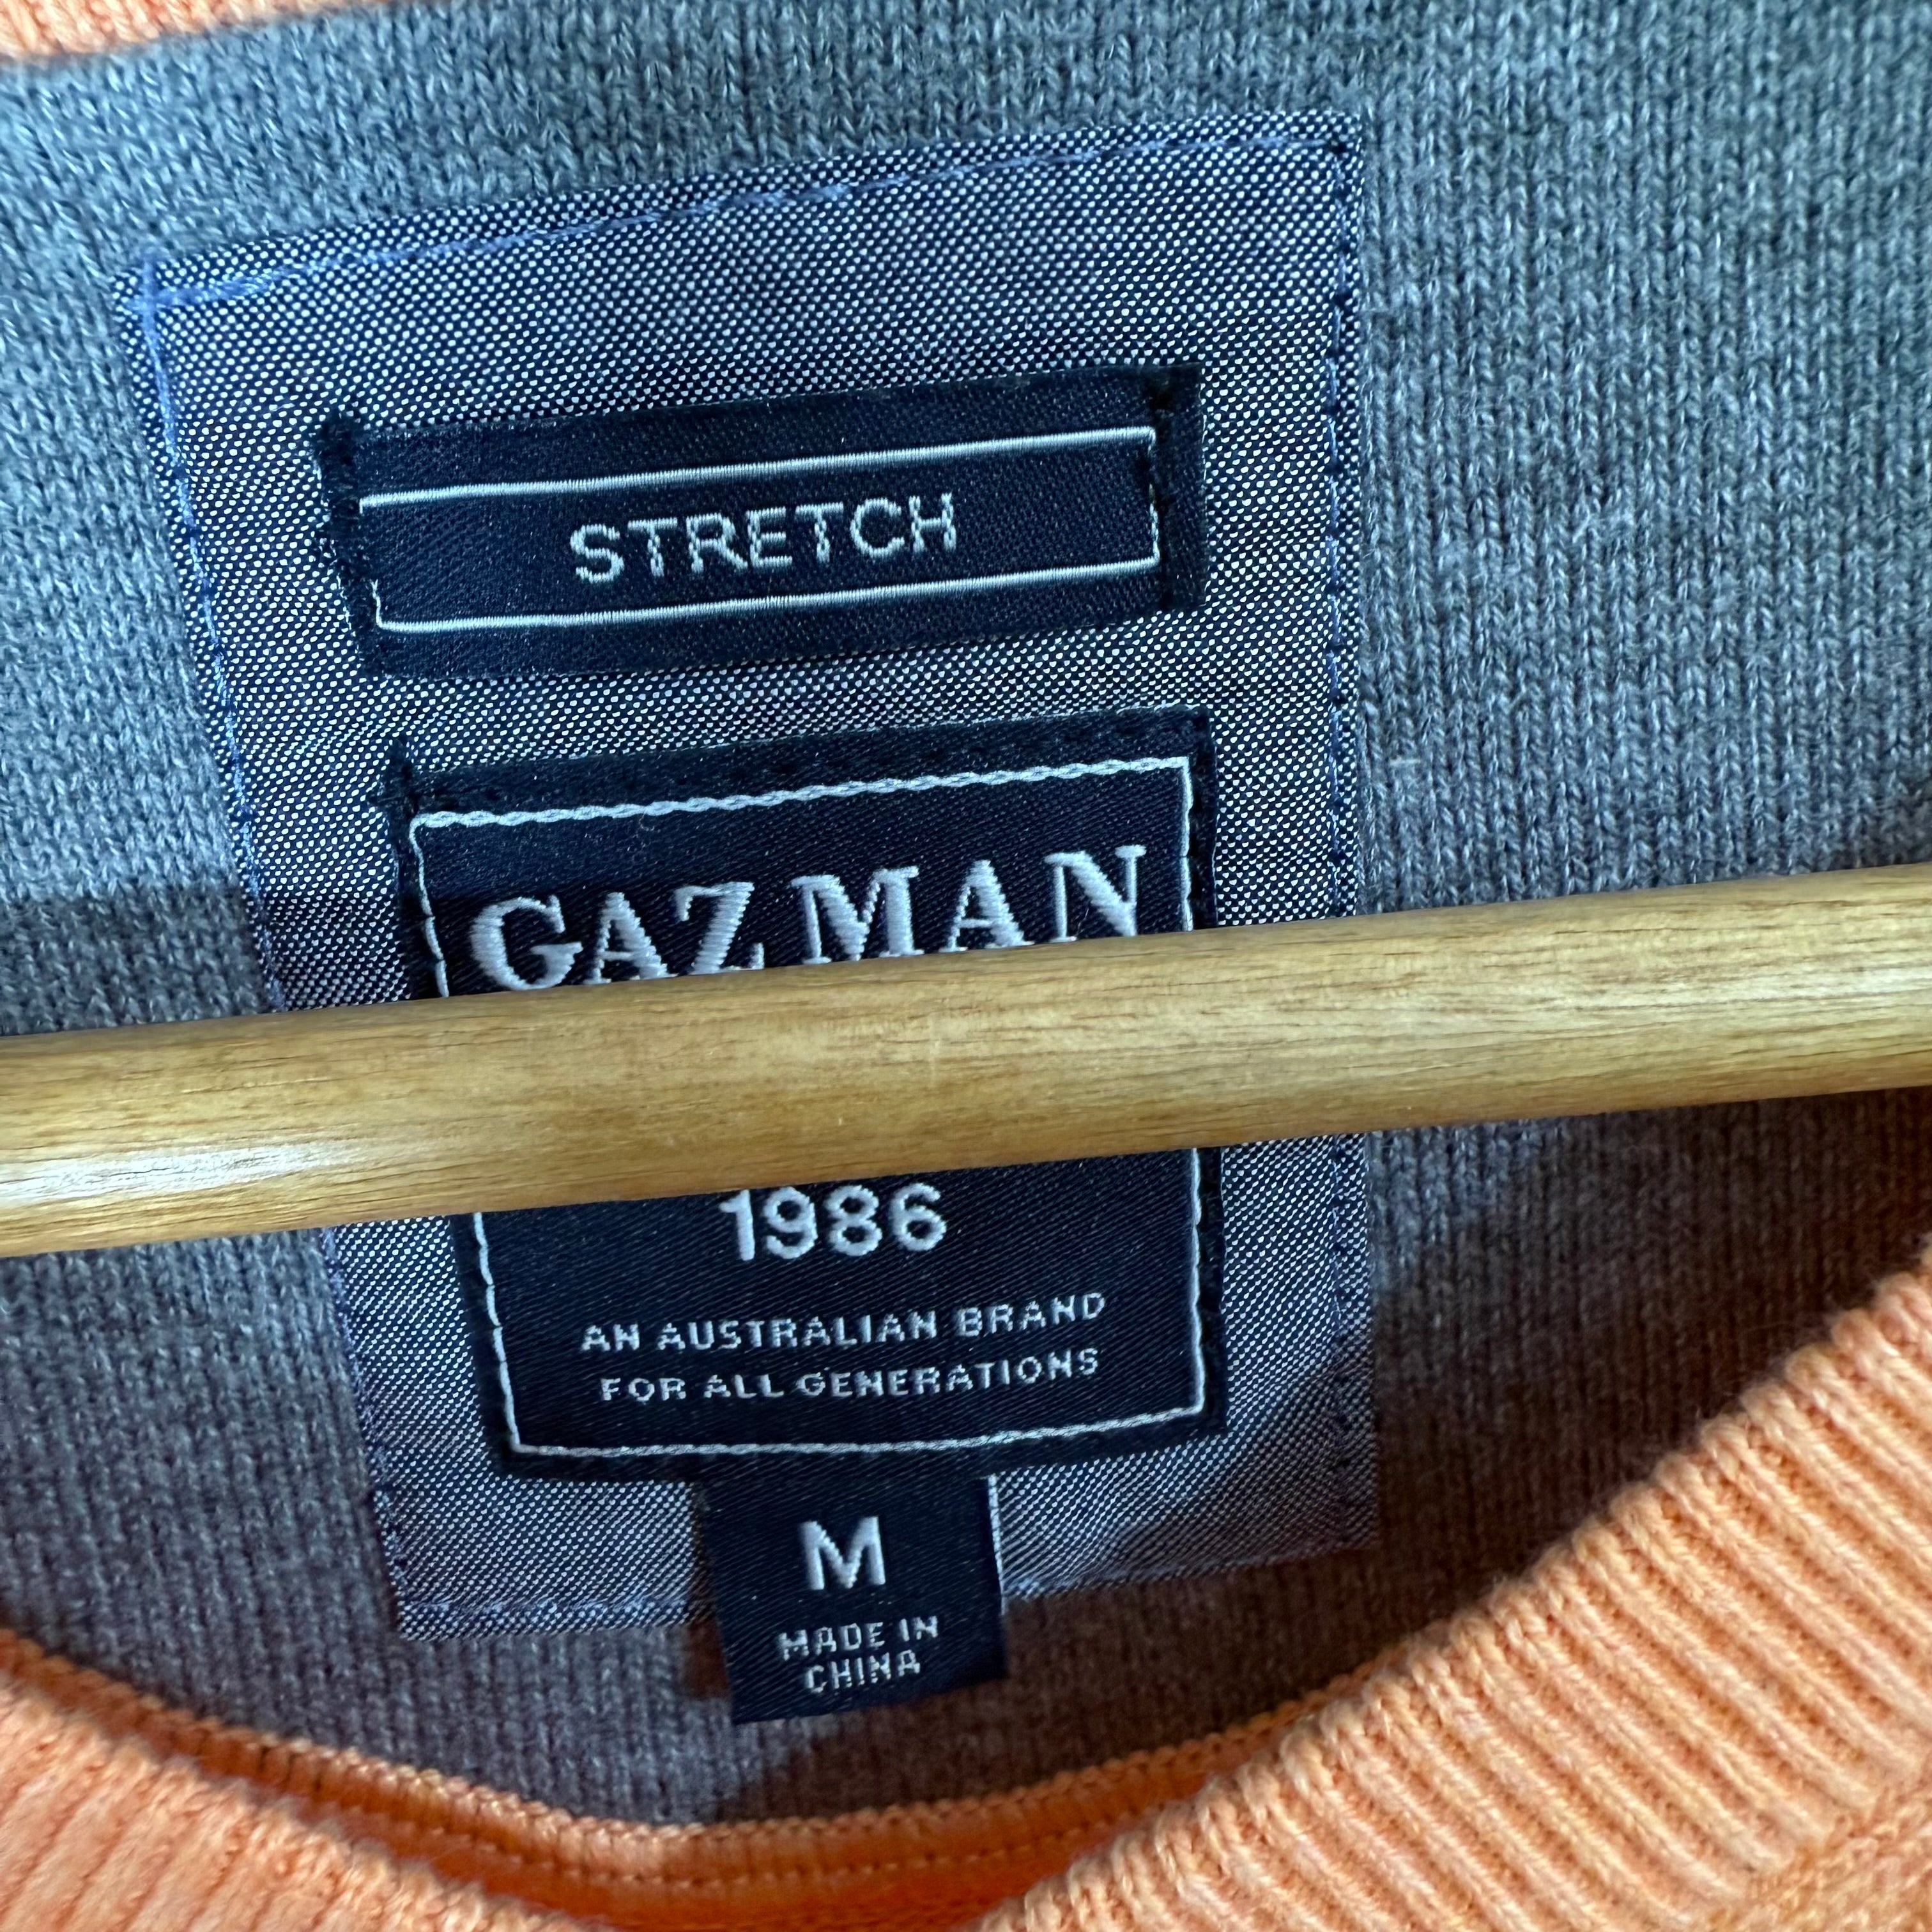 STRETCH
GAZMAN
1986
AN AUSTRALIAN BRAND
FOR ALL GENERATIONS
M
MADE IN
CHINA